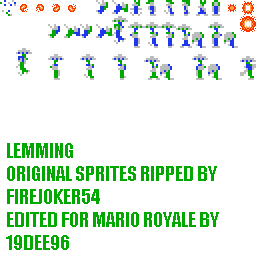 LEMMING
ORIGINAL SPRITES RIPPED BY
FIREJOKER54
EDITED FOR MARIO ROYALE BY
19DEE96